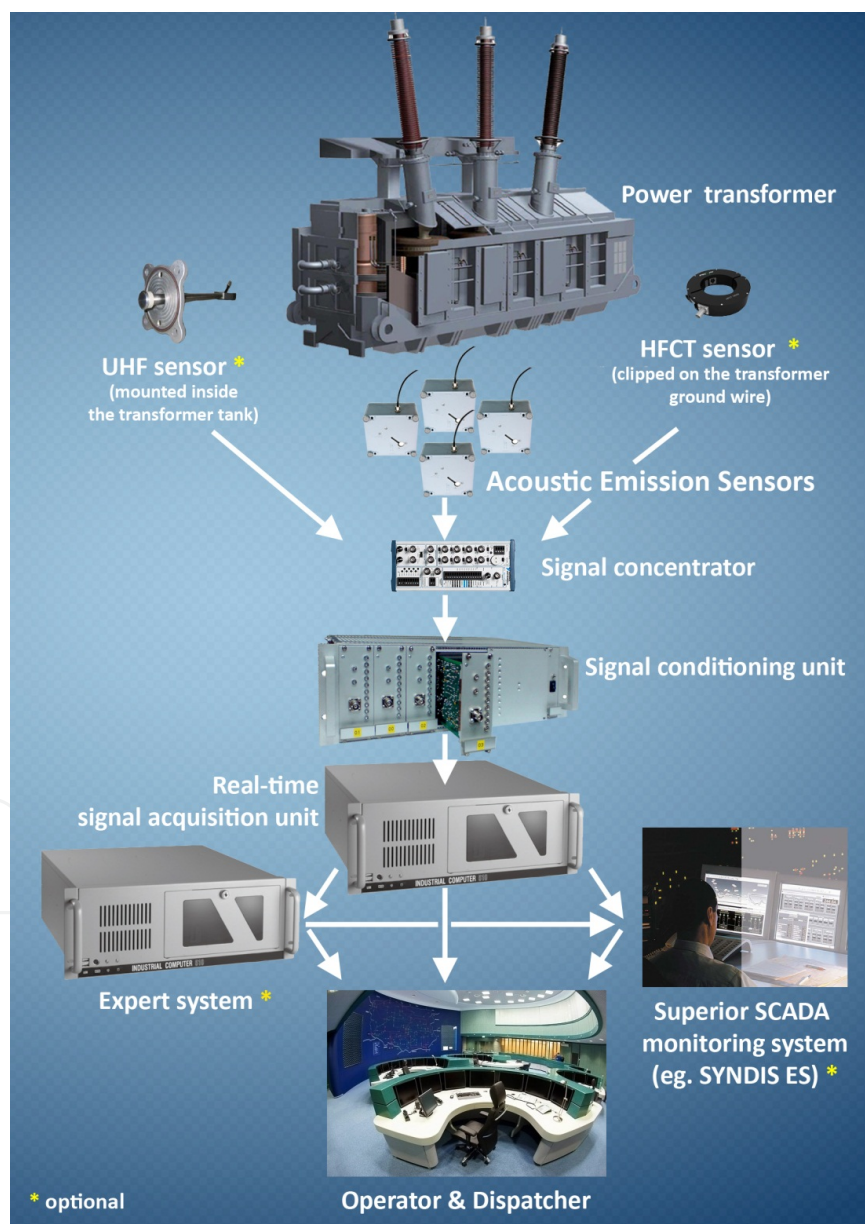 Power transformer
UHF sensor *
(mounted inside
the transformer tank)
HFCT sensor *
(clipped on the transformer
ground wire)
Acoustic Emission Sensors
Signal concentrator
Signal conditioning unit
Real-time
signal acquisition unit
INDUSTRIAL COMPUTER
INDUSTRIAL COMPUTER
Expert system *
Superior SCADA
monitoring system
(eg. SYNDIS ES) *
* optional
Operator & Dispatcher